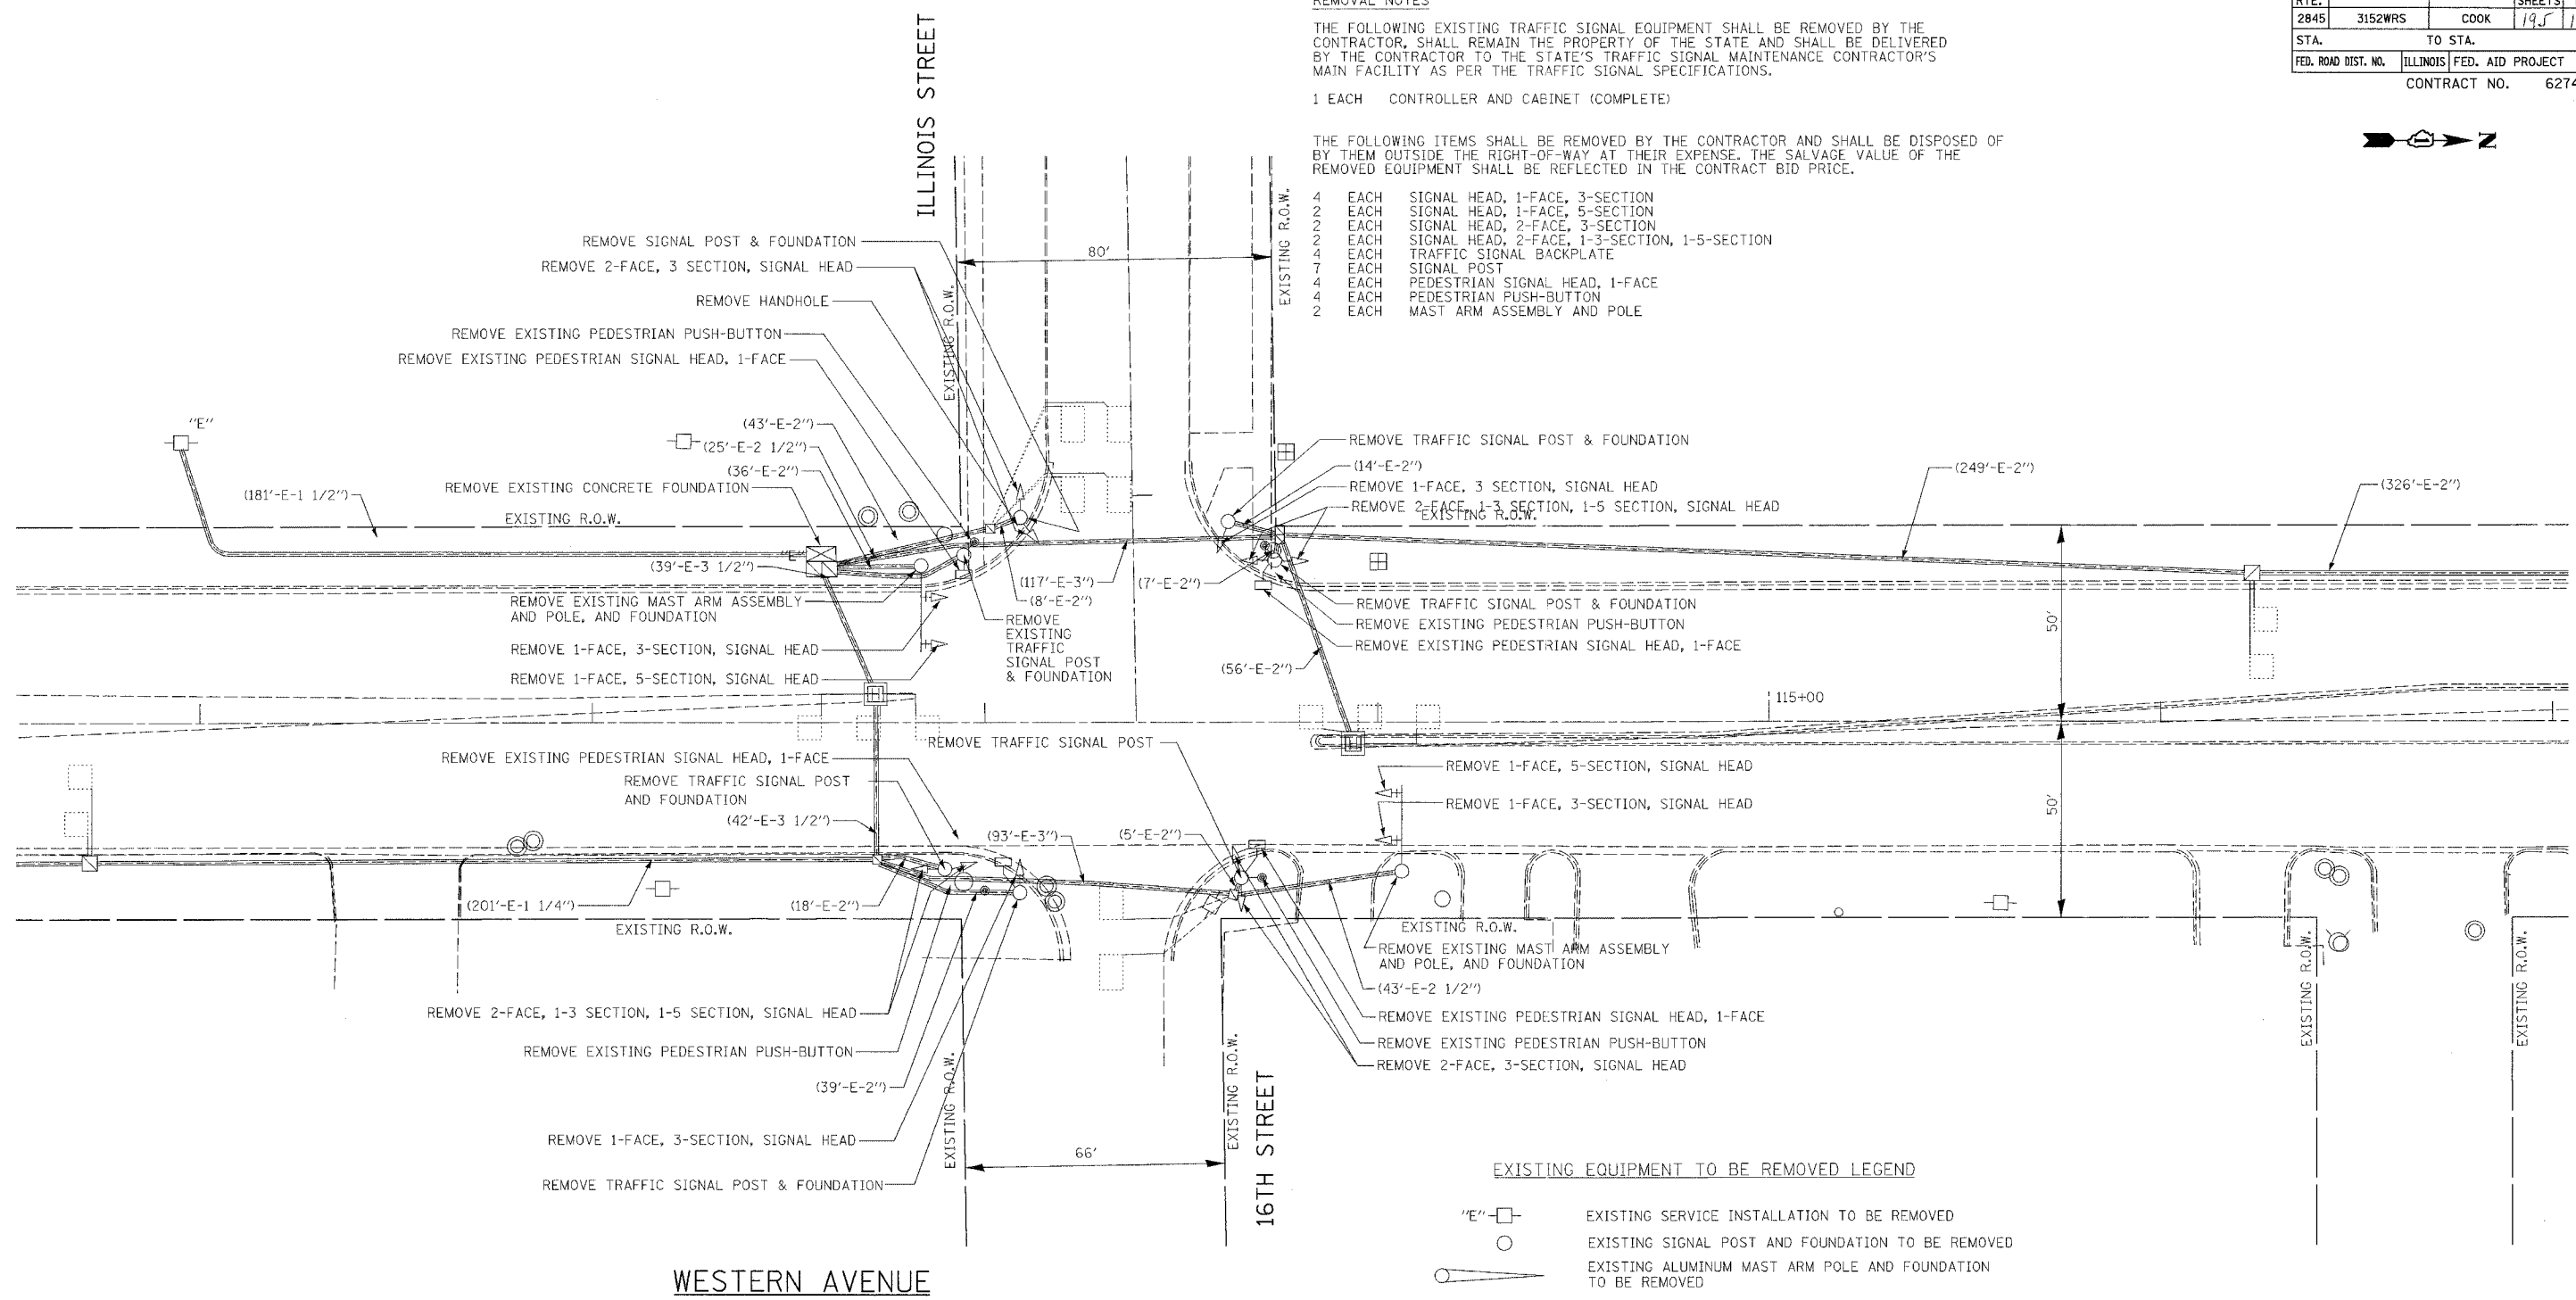 REMOVAL NOTES
THE FOLLOWING EXISTING TRAFFIC SIGNAL EQUIPMENT SHALL BE REMOVED BY THE
CONTRACTOR, SHALL REMAIN THE PROPERTY OF THE STATE AND SHALL BE DELIVERED
BY THE CONTRACTOR TO THE STATE'S TRAFFIC SIGNAL MAINTENANCE CONTRACTOR'S
MAIN FACILITY AS PER THE TRAFFIC SIGNAL SPECIFICATIONS.
1 EACH CONTROLLER AND CABINET (COMPLETE)
THE FOLLOWING ITEMS SHALL BE REMOVED BY THE CONTRACTOR AND SHALL BE DISPOSED OF
BY THEM OUTSIDE THE RIGHT-OF-WAY AT THEIR EXPENSE. THE SALVAGE VALUE OF THE
REMOVED EQUIPMENT SHALL BE REFLECTED IN THE CONTRACT BID PRICE.
4 EACH SIGNAL HEAD, 1-FACE, 3-SECTION
2 EACH SIGNAL HEAD, 1-FACE, 5-SECTION
2 EACH SIGNAL HEAD, 2-FACE, 3-SECTION
2 EACH SIGNAL HEAD, 2-FACE, 1-3-SECTION, 1-5-SECTION
4 EACH TRAFFIC SIGNAL BACKPLATE
7 EACH SIGNAL POST
4 EACH PEDESTRIAN SIGNAL HEAD, 1-FACE
4 EACH PEDESTRIAN PUSH-BUTTON
2 EACH MAST ARM ASSEMBLY AND POLE
RTE. SHEETS
2845 3152WRS COOK 195 1
STA. TO STA.
FED. ROAD DIST. NO. ILLINOIS FED. AID PROJECT
CONTRACT NO. 6274
N
ILLINOIS STREET
80'
EXISTING R.O.W.
EXISTING R.O.W.
REMOVE SIGNAL POST & FOUNDATION
REMOVE 2-FACE, 3 SECTION, SIGNAL HEAD
REMOVE HANDHOLE
REMOVE EXISTING PEDESTRIAN PUSH-BUTTON
REMOVE EXISTING PEDESTRIAN SIGNAL HEAD, 1-FACE
"E"
(43'-E-2")
(25'-E-2 1/2")
(36'-E-2")
REMOVE EXISTING CONCRETE FOUNDATION
(181'-E-1 1/2")
EXISTING R.O.W.
"E"
(39'-E-3 1/2")
REMOVE EXISTING MAST ARM ASSEMBLY
AND POLE, AND FOUNDATION
REMOVE 1-FACE, 3-SECTION, SIGNAL HEAD
REMOVE 1-FACE, 5-SECTION, SIGNAL HEAD
(117'-E-3")
(8'-E-2")
REMOVE
EXISTING
TRAFFIC
SIGNAL POST
& FOUNDATION
(7'-E-2")
REMOVE TRAFFIC SIGNAL POST & FOUNDATION
(14'-E-2")
REMOVE 1-FACE, 3 SECTION, SIGNAL HEAD
REMOVE 2-FACE, 1-3 SECTION, 1-5 SECTION, SIGNAL HEAD
EXISTING R.O.W.
(249'-E-2")
(326'-E-2")
REMOVE TRAFFIC SIGNAL POST & FOUNDATION
REMOVE EXISTING PEDESTRIAN PUSH-BUTTON
REMOVE EXISTING PEDESTRIAN SIGNAL HEAD, 1-FACE
(56'-E-2")
50'
115+00
50'
REMOVE TRAFFIC SIGNAL POST
REMOVE EXISTING PEDESTRIAN SIGNAL HEAD, 1-FACE
REMOVE TRAFFIC SIGNAL POST
AND FOUNDATION
(42'-E-3 1/2")
(93'-E-3")
(5'-E-2")
REMOVE 1-FACE, 5-SECTION, SIGNAL HEAD
REMOVE 1-FACE, 3-SECTION, SIGNAL HEAD
(201'-E-1 1/4")
(18'-E-2")
EXISTING R.O.W.
EXISTING R.O.W.
REMOVE EXISTING MAST ARM ASSEMBLY
AND POLE, AND FOUNDATION
(43'-E-2 1/2")
REMOVE EXISTING PEDESTRIAN SIGNAL HEAD, 1-FACE
REMOVE EXISTING PEDESTRIAN PUSH-BUTTON
REMOVE 2-FACE, 3-SECTION, SIGNAL HEAD
REMOVE 2-FACE, 1-3 SECTION, 1-5 SECTION, SIGNAL HEAD
REMOVE EXISTING PEDESTRIAN PUSH-BUTTON
(39'-E-2")
REMOVE 1-FACE, 3-SECTION, SIGNAL HEAD
REMOVE TRAFFIC SIGNAL POST & FOUNDATION
EXISTING R.O.W.
66'
EXISTING R.O.W.
16TH STREET
EXISTING R.O.W.
EXISTING R.O.W.
WESTERN AVENUE
EXISTING EQUIPMENT TO BE REMOVED LEGEND
"E" EXISTING SERVICE INSTALLATION TO BE REMOVED
EXISTING SIGNAL POST AND FOUNDATION TO BE REMOVED
EXISTING ALUMINUM MAST ARM POLE AND FOUNDATION
TO BE REMOVED